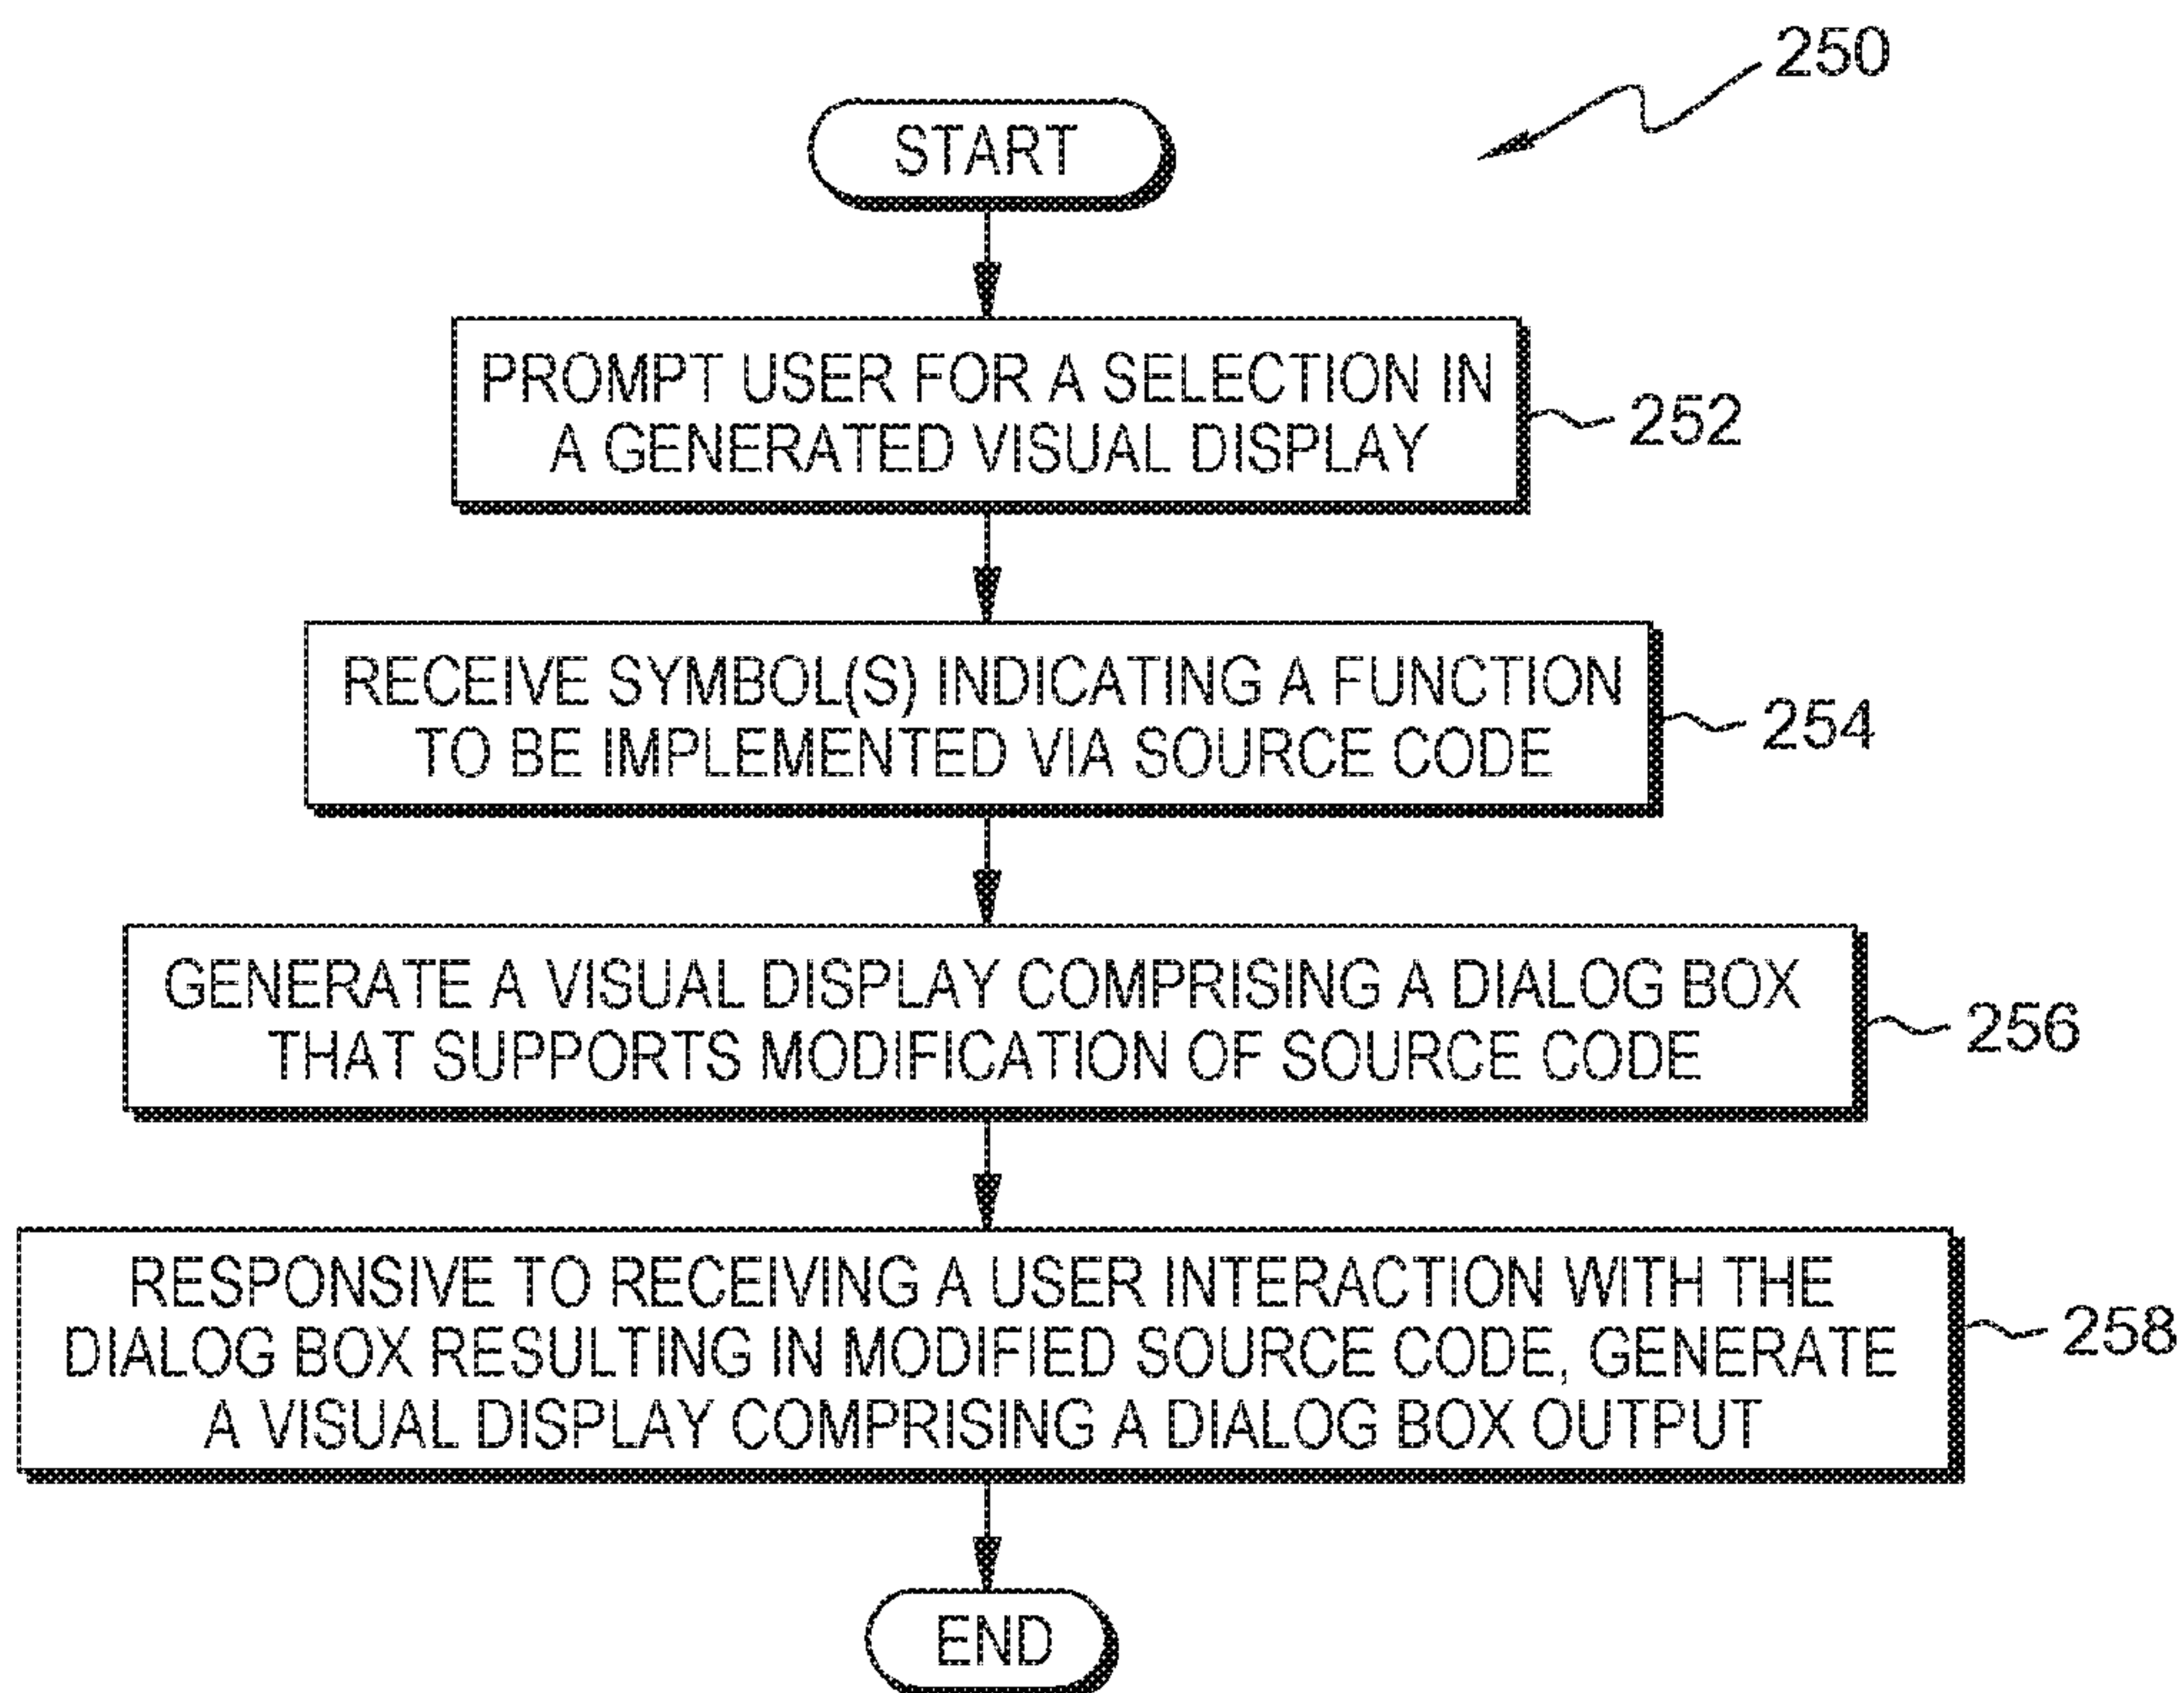 250
START
PROMPT USER FOR A SELECTION IN
A GENERATED VISUAL DISPLAY
252
RECEIVE SYMBOL(S) INDICATING A FUNCTION
TO BE IMPLEMENTED VIA SOURCE CODE
254
GENERATE A VISUAL DISPLAY COMPRISING A DIALOG BOX
THAT SUPPORTS MODIFICATION OF SOURCE CODE
256
RESPONSIVE TO RECEIVING A USER INTERACTION WITH THE
DIALOG BOX RESULTING IN MODIFIED SOURCE CODE, GENERATE
A VISUAL DISPLAY COMPRISING A DIALOG BOX OUTPUT
258
END